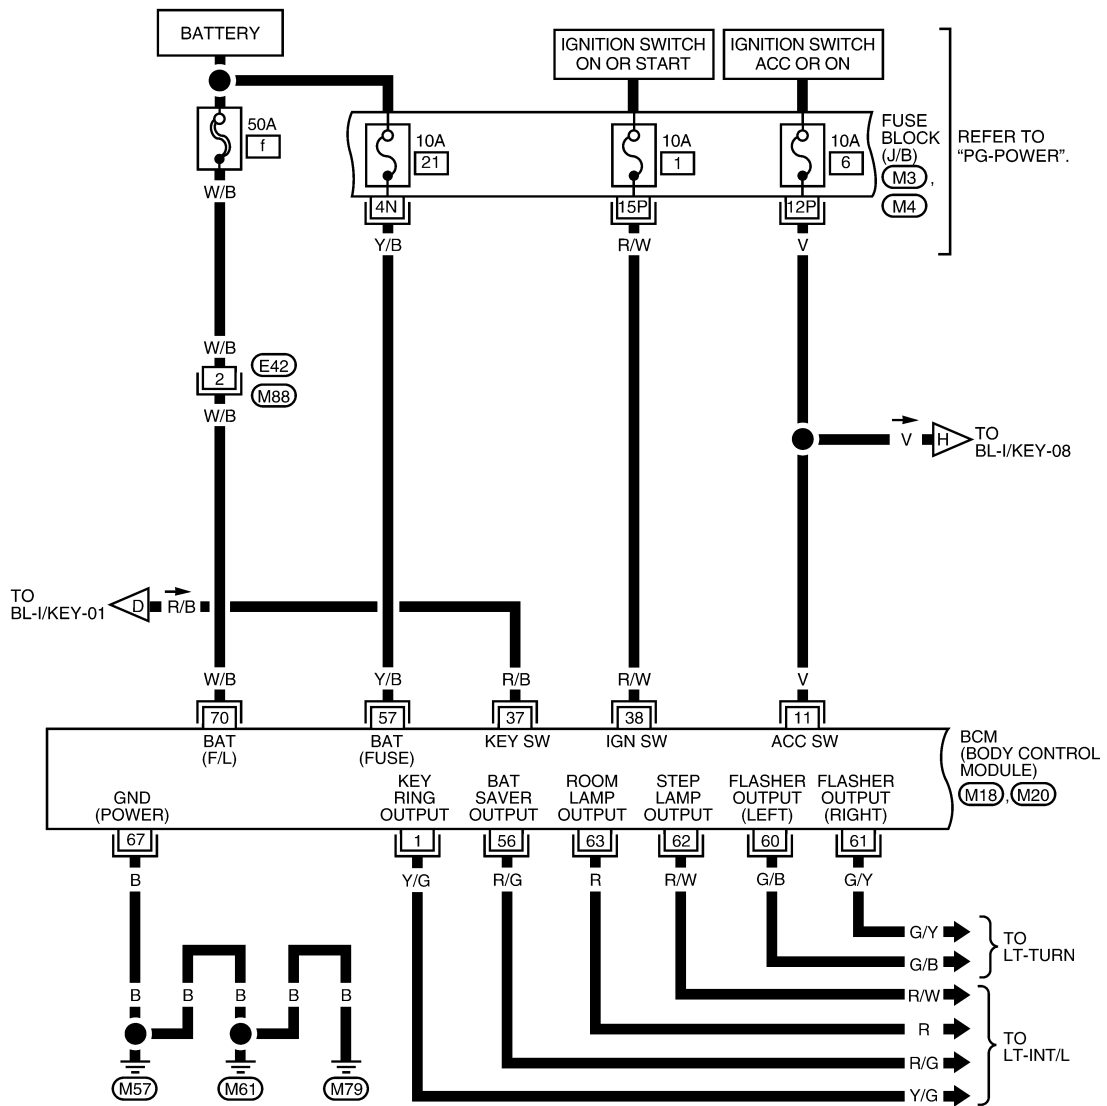 BATTERY
IGNITION SWITCH
ON OR START
IGNITION SWITCH
ACC OR ON
50A
f
10A
21
10A
1
10A
6
FUSE
BLOCK
(J/B)
M3 ,
M4
REFER TO
“PG-POWER”.
W/B
4N
15P
12P
Y/B
R/W
V
W/B
2
E42
M88
W/B
V
H
TO
BL-I/KEY-08
TO
BL-I/KEY-01
D
R/B
W/B
Y/B
R/B
R/W
V
70
57
37
38
11
BAT
(F/L)
BAT
(FUSE)
KEY SW
IGN SW
ACC SW
BCM
(BODY CONTROL
MODULE)
M18 , M20
GND
(POWER)
KEY
RING
OUTPUT
BAT
SAVER
OUTPUT
ROOM
LAMP
OUTPUT
STEP
LAMP
OUTPUT
FLASHER
OUTPUT
(LEFT)
FLASHER
OUTPUT
(RIGHT)
67
1
56
63
62
60
61
B
Y/G
R/G
R
R/W
G/B
G/Y
G/Y
G/B
TO
LT-TURN
B
B
B
B
B
R/W
R
R/G
Y/G
TO
LT-INT/L
M57
M61
M79